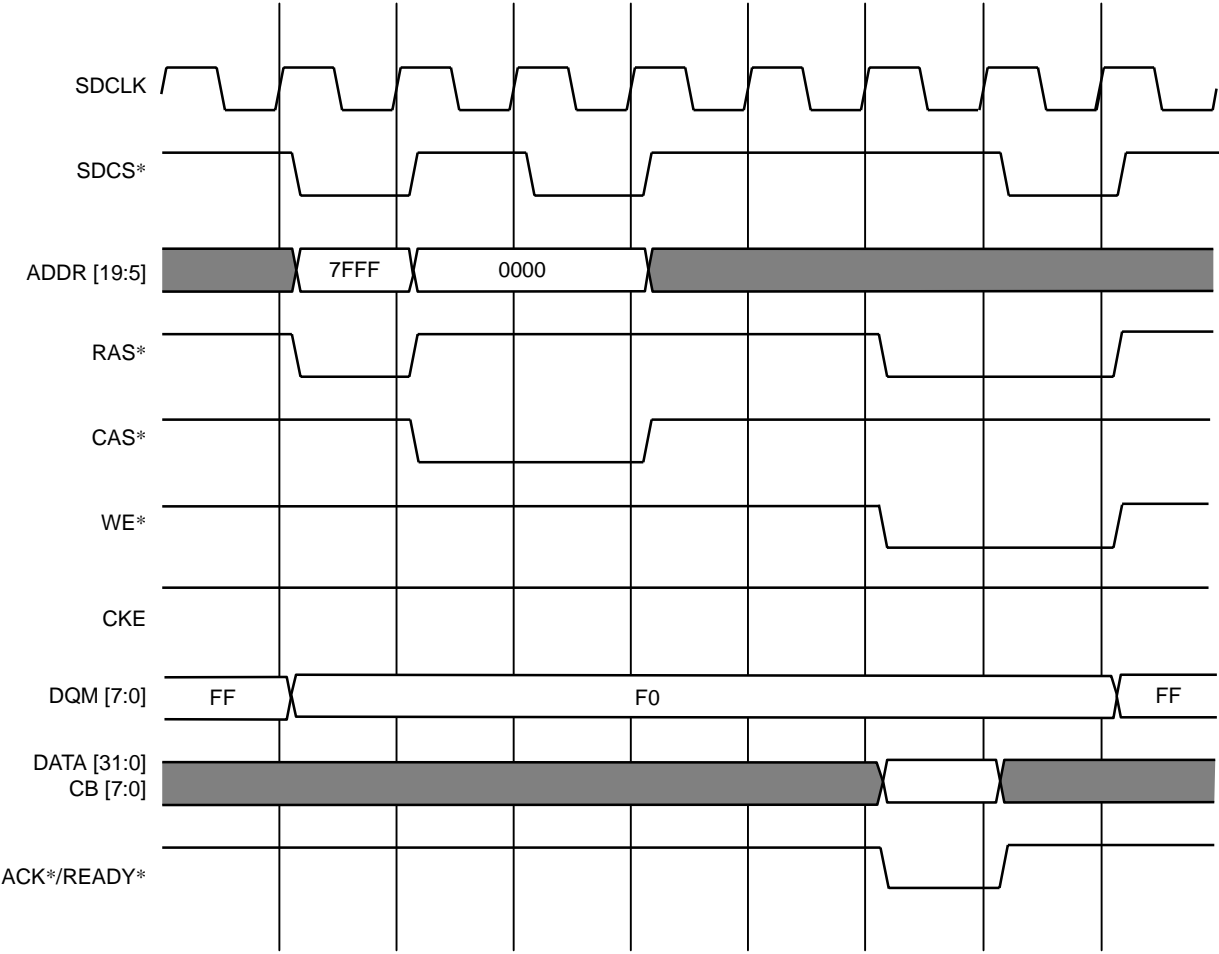 SDCLK
SDCS*
ADDR [19:5]
7FFF
0000
RAS*
CAS*
WE*
CKE
DQM [7:0]
FF
F0
FF
DATA [31:0]
CB [7:0]
ACK*/READY*